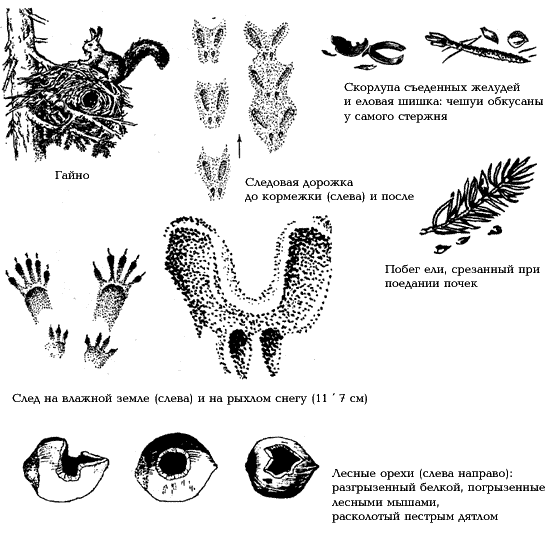 Скорлупа съеденных желудей
и еловая шишка: чешуи обкусаны
у самого стержня
Гайно
Следовая дорожка
до кормежки (слева) и после
Побег ели, срезанный при
поедании почек
След на влажной земле (слева) и на рыхлом снегу (11 ´ 7 см)
Лесные орехи (слева направо):
разгрызенный белкой, погрызенные
лесными мышами,
расколотый пестрым дятлом